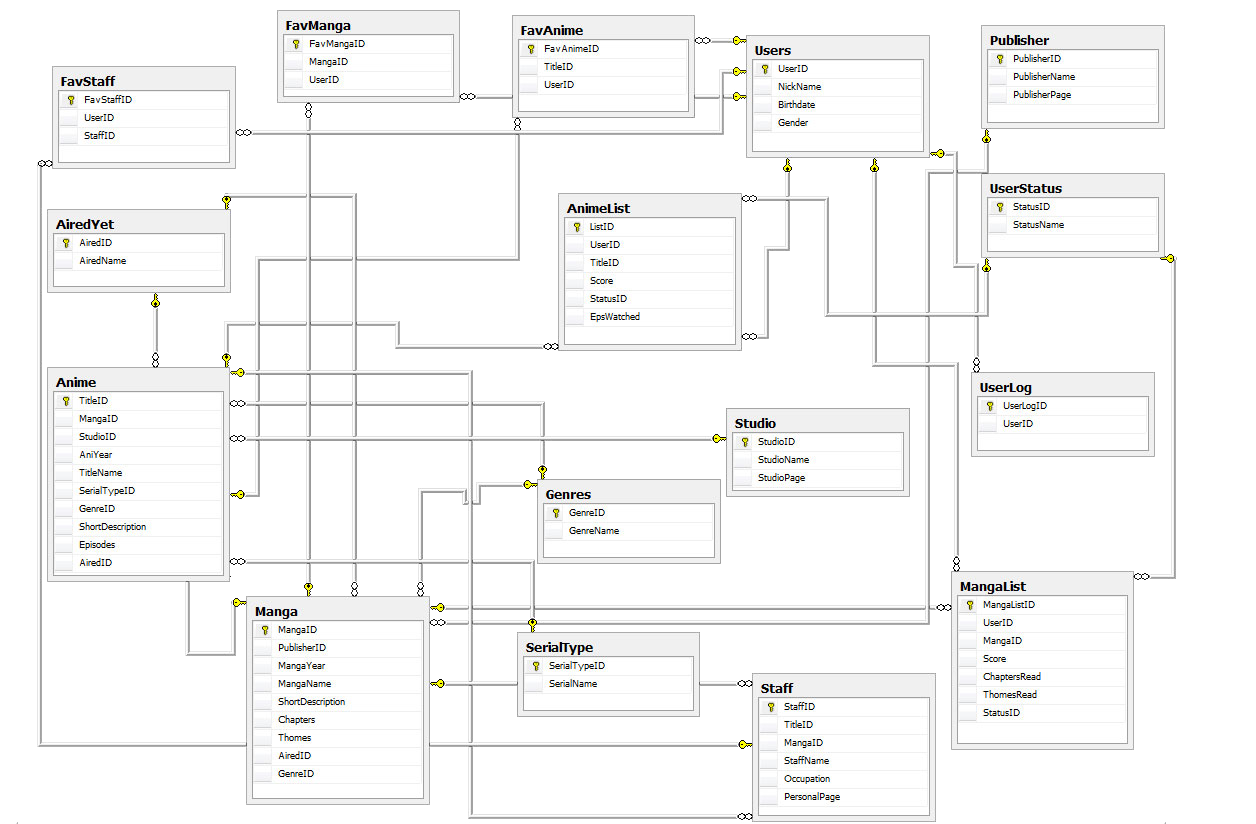 FavManga
FavMangaID
MangaID
UserID
FavAnime
FavAnimeID
TitleID
UserID
Users
UserID
NickName
Birthdate
Gender
Publisher
PublisherID
PublisherName
PublisherPage
FavStaff
FavStaffID
UserID
StaffID
UserStatus
StatusID
StatusName
AnimeList
ListID
UserID
TitleID
Score
StatusID
EpsWatched
AiredYet
AiredID
AiredName
Anime
TitleID
MangaID
StudioID
AniYear
TitleName
SerialTypeID
GenreID
ShortDescription
Episodes
AiredID
UserLog
UserLogID
UserID
Studio
StudioID
StudioName
StudioPage
Genres
GenreID
GenreName
MangaList
MangaListID
UserID
MangaID
Score
ChaptersRead
ThomesRead
StatusID
Manga
MangaID
PublisherID
MangaYear
MangaName
ShortDescription
Chapters
Thomes
AiredID
GenreID
SerialType
SerialTypeID
SerialName
Staff
StaffID
TitleID
MangaID
StaffName
Occupation
PersonalPage